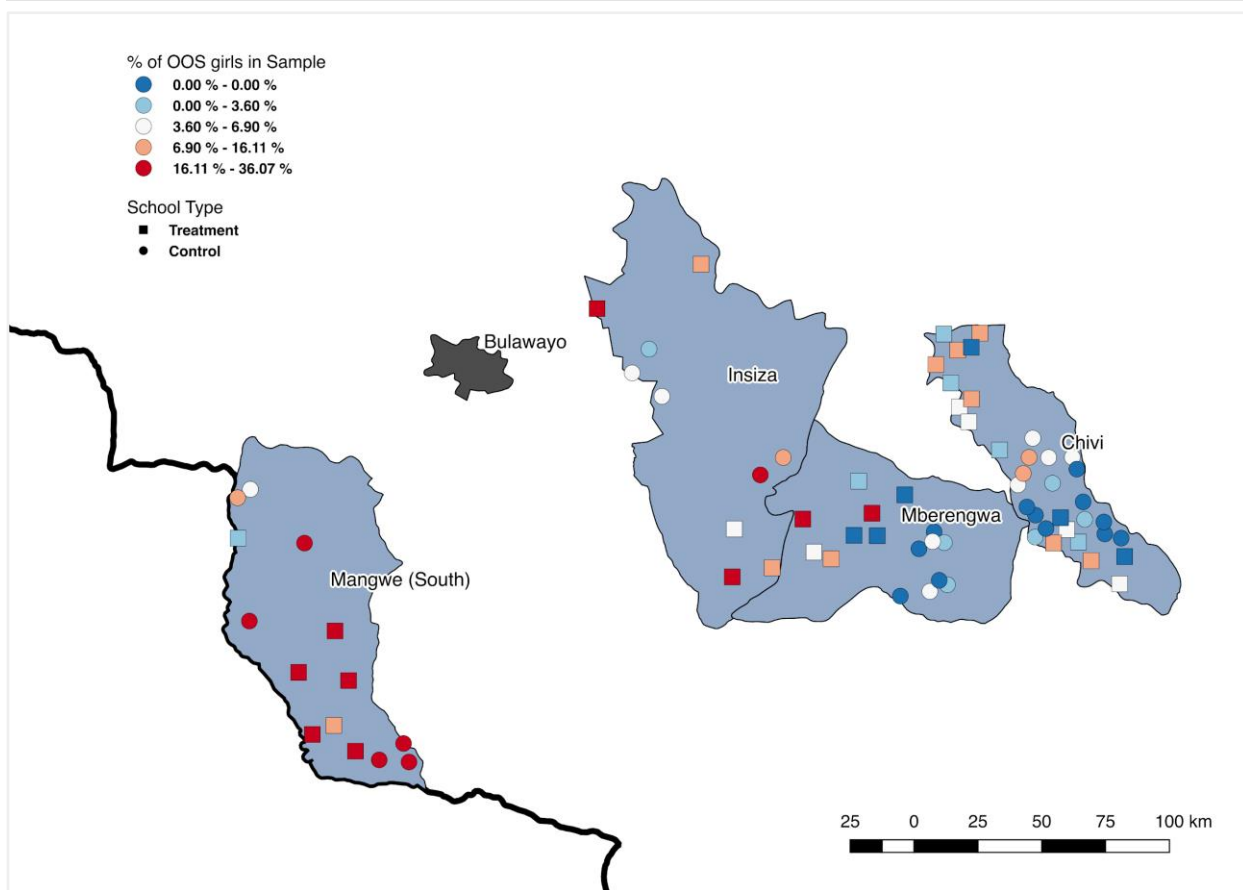 % of OOS girls in Sample
0.00 % - 0.00 %
0.00 % - 3.60 %
3.60 % - 6.90 %
6.90 % - 16.11 %
16.11 % - 36.07 %
School Type
Treatment
Control
Bulawayo
Insiza
Chivi
Mberengwa
Mangwe (South)
25 0 25 50 75 100 km